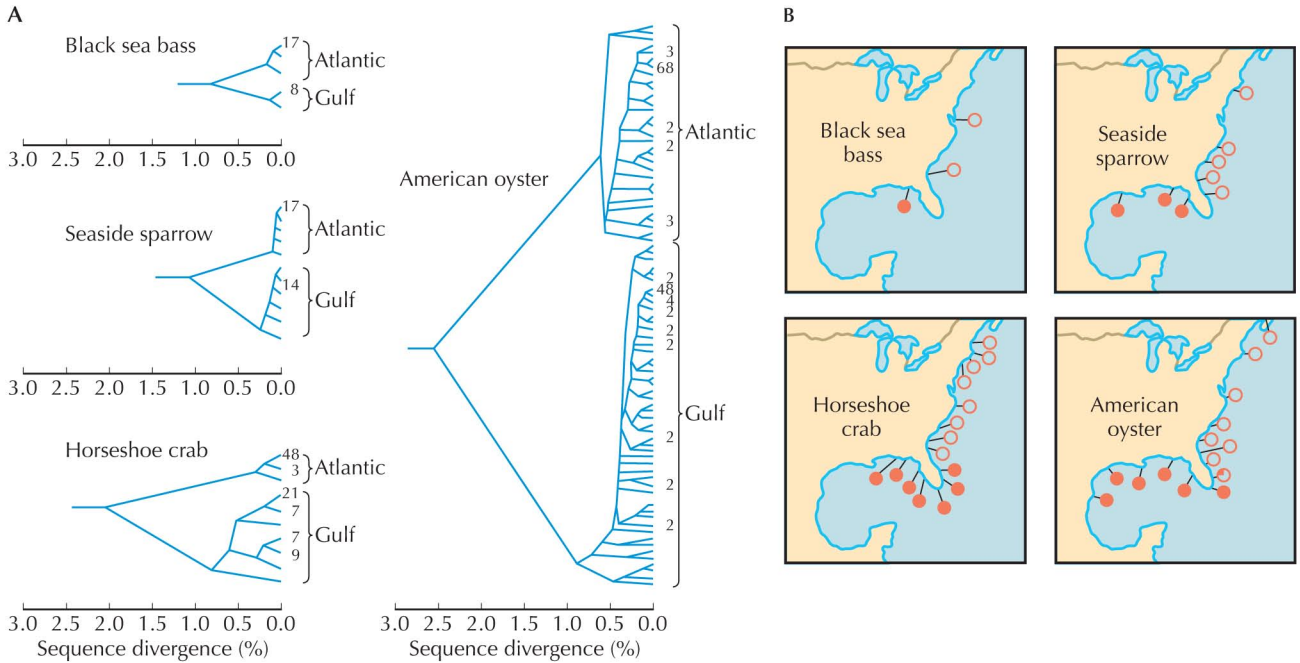 A
Black sea bass
17
Atlantic
8
Gulf
3.0 2.5 2.0 1.5 1.0 0.5 0.0
Seaside sparrow
17
Atlantic
14
Gulf
3.0 2.5 2.0 1.5 1.0 0.5 0.0
Horseshoe crab
48
3
Atlantic
21
7
7
9
Gulf
3.0 2.5 2.0 1.5 1.0 0.5 0.0
Sequence divergence (%)
American oyster
3
68
2
2
3
Atlantic
2
48
4
2
2
2
2
2
2
Gulf
3.0 2.5 2.0 1.5 1.0 0.5 0.0
Sequence divergence (%)
B
Black sea
bass
Seaside
sparrow
Horseshoe
crab
American
oyster